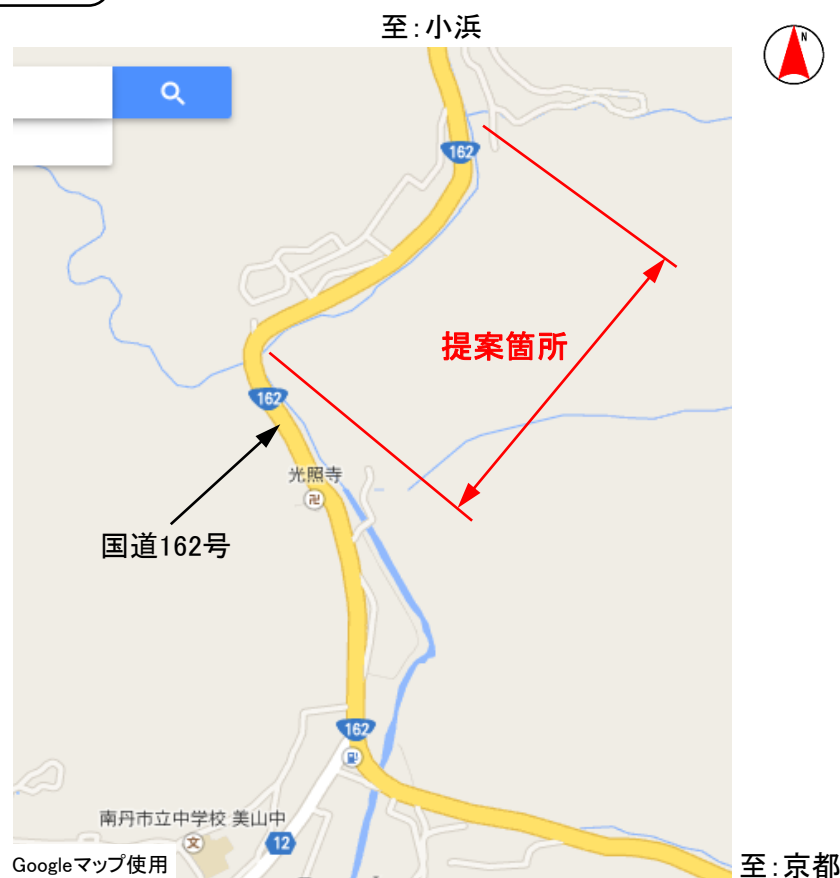 至:小浜
N
162
提案箇所
162
光照寺
国道162号
162
南丹市立中学校 美山中
文
12
Googleマップ使用
至:京都